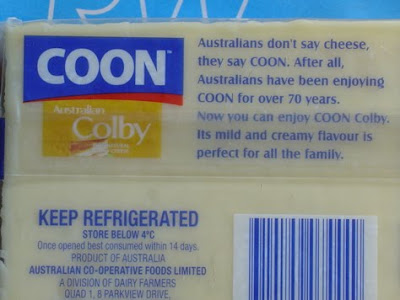 COON™
Australian
Colby
Australians don't say cheese,
they say COON. After all,
Australians have been enjoying
COON for over 70 years.
Now you can enjoy COON Colby.
Its mild and creamy flavour is
perfect for all the family.
KEEP REFRIGERATED
STORE BELOW 4°C
Once opened best consumed within 14 days.
PRODUCT OF AUSTRALIA
AUSTRALIAN CO-OPERATIVE FOODS LIMITED
A DIVISION OF DAIRY FARMERS
QUAD 1, 8 PARKVIEW DRIVE,